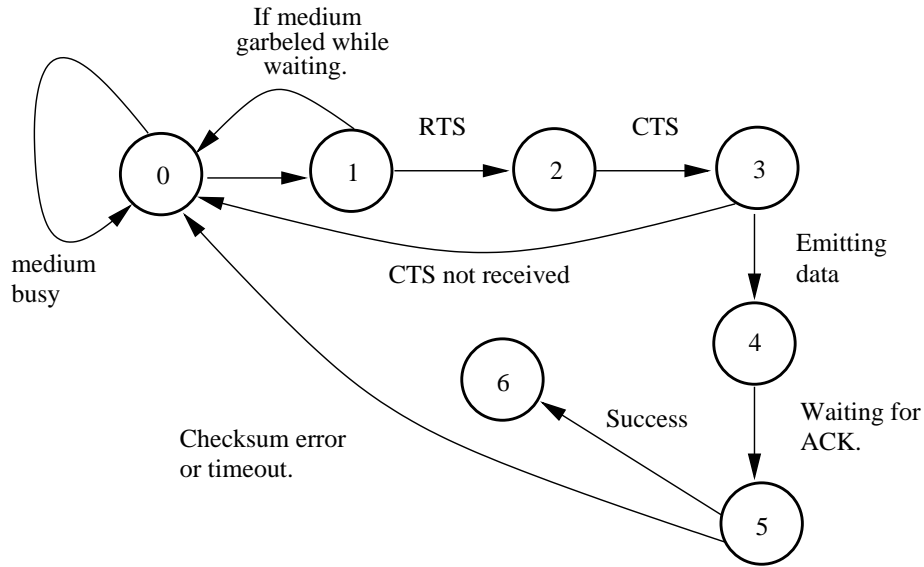 If medium
garbeled while
waiting.
RTS
CTS
0
1
2
3
medium
busy
CTS not received
Emitting
data
4
6
Success
Waiting for
ACK.
Checksum error
or timeout.
5